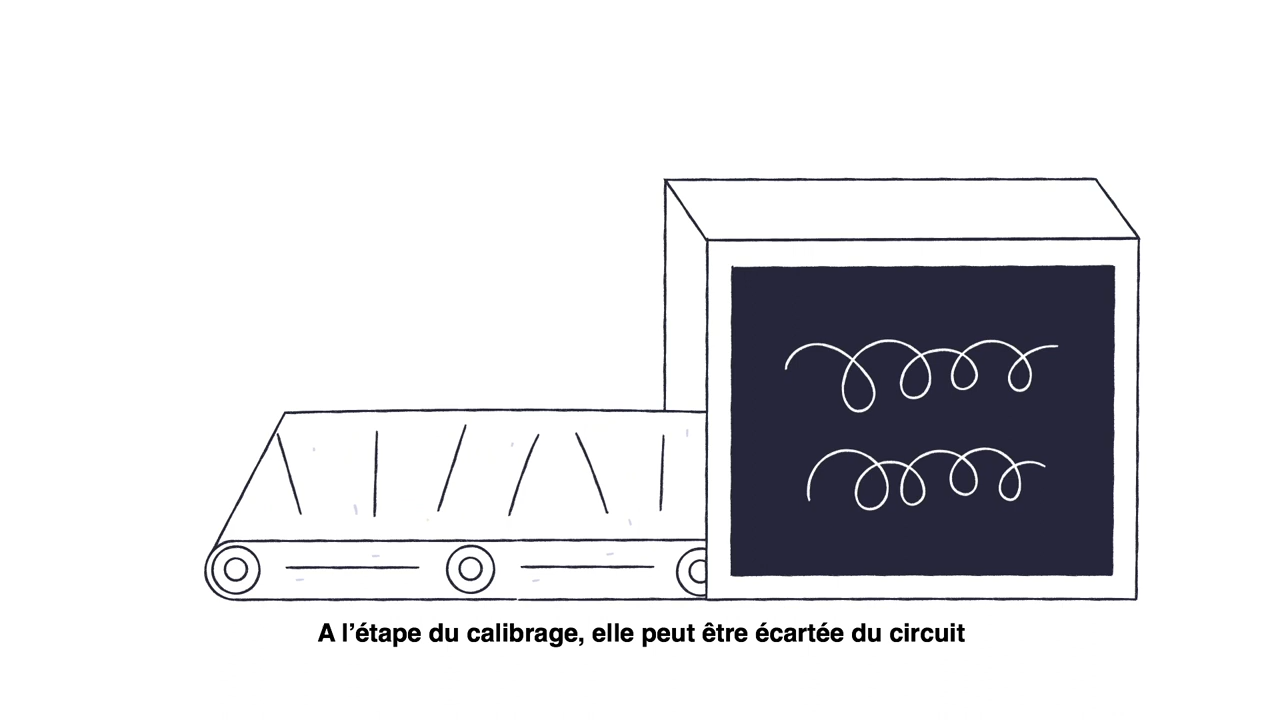 A l’étape du calibrage, elle peut être écartée du circuit